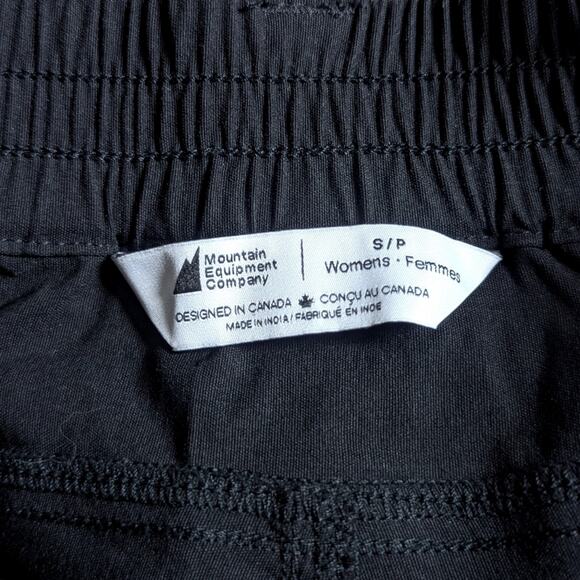 Mountain
Equipment
Company
S/P
Womens · Femmes
DESIGNED IN CANADA CONÇU AU CANADA
MADE IN INDIA / FABRIQUÉ EN INDE